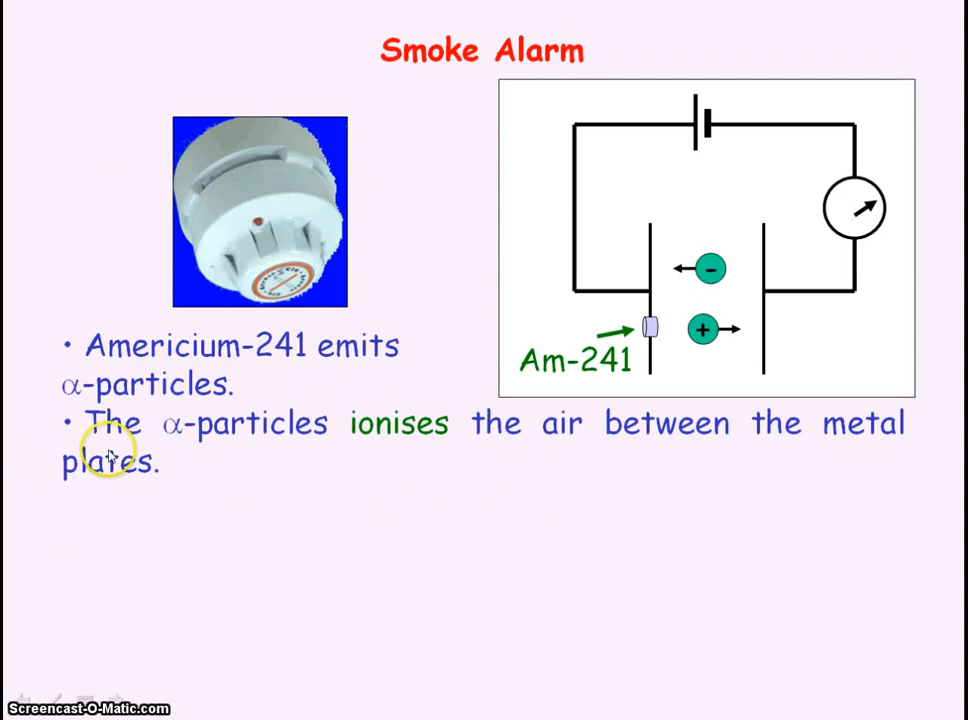 Smoke Alarm
-
+
Am-241
• Americium-241 emits
α-particles.
• The α-particles ionises the air between the metal
plates.
Screencast-O-Matic.com